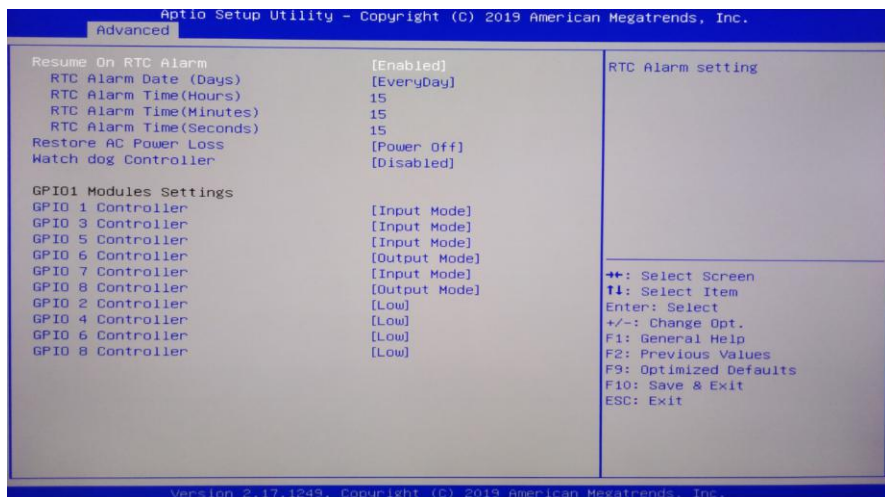 Aptio Setup Utility – Copyright (C) 2019 American Megatrends, Inc.
Advanced
Resume On RTC Alarm [Enabled]
RTC Alarm Date (Days) [EveryDay]
RTC Alarm Time(Hours) 15
RTC Alarm Time(Minutes) 15
RTC Alarm Time(Seconds) 15
Restore AC Power Loss [Power Off]
Watch dog Controller [Disabled]
GPIO1 Modules Settings
GPIO 1 Controller [Input Mode]
GPIO 3 Controller [Input Mode]
GPIO 5 Controller [Input Mode]
GPIO 6 Controller [Output Mode]
GPIO 7 Controller [Input Mode]
GPIO 8 Controller [Output Mode]
GPIO 2 Controller [Low]
GPIO 4 Controller [Low]
GPIO 6 Controller [Low]
GPIO 8 Controller [Low]
RTC Alarm setting
→←: Select Screen
↑↓: Select Item
Enter: Select
+/-: Change Opt.
F1: General Help
F2: Previous Values
F9: Optimized Defaults
F10: Save & Exit
ESC: Exit
Version 2.17.1249. Copyright (C) 2019 American Megatrends, Inc.